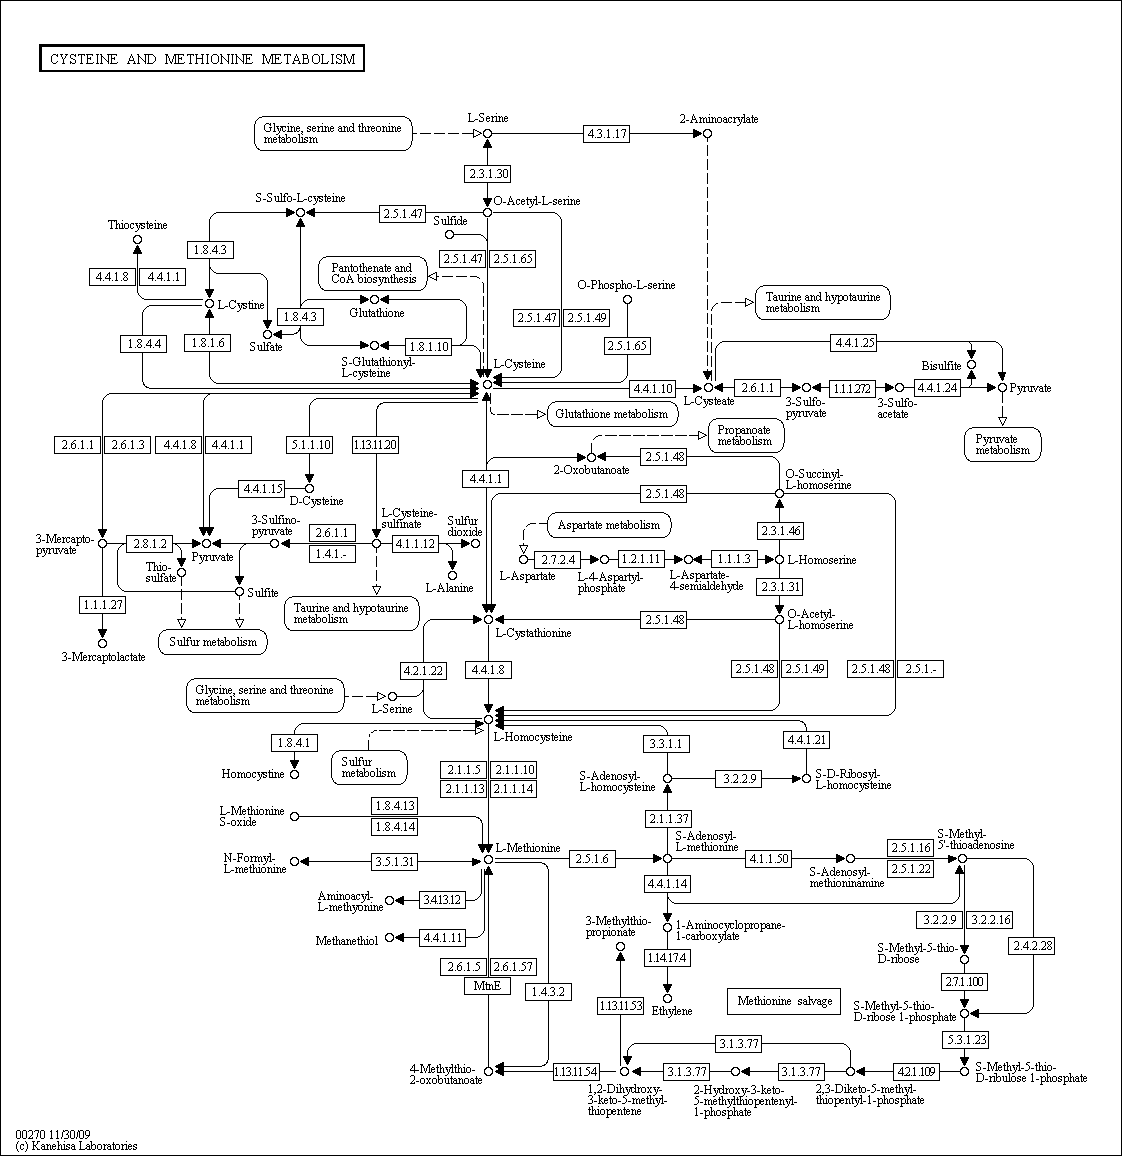 CYSTEINE AND METHIONINE METABOLISM
L-Serine
2-Aminoacrylate
Glycine, serine and threonine
metabolism
4.3.1.17
2.3.1.30
S-Sulfo-L-cysteine
O-Acetyl-L-serine
2.5.1.47
Thiocysteine
Sulfide
1.8.4.3
2.5.1.47
2.5.1.65
4.4.1.8
4.4.1.1
Pantothenate and
CoA biosynthesis
O-Phospho-L-serine
Taurine and hypotaurine
metabolism
L-Cystine
Glutathione
1.8.4.3
2.5.1.47
2.5.1.49
1.8.4.4
1.8.1.6
Sulfate
1.8.1.10
2.5.1.65
4.4.1.25
S-Glutathionyl-
L-cysteine
L-Cysteine
Bisulfite
4.4.1.10
L-Cysteate
2.6.1.1
3-Sulfo-
pyruvate
1.1.1.272
3-Sulfo-
acetate
4.4.1.24
Pyruvate
Glutathione metabolism
Propanoate
metabolism
Pyruvate
metabolism
2.6.1.1
2.6.1.3
4.4.1.8
4.4.1.1
5.1.1.10
1.13.11.20
2-Oxobutanoate
2.5.1.48
4.4.1.1
O-Succinyl-
L-homoserine
4.4.1.15
D-Cysteine
2.5.1.48
3-Sulfino-
pyruvate
L-Cysteine-
sulfinate
Sulfur
dioxide
Aspartate metabolism
2.3.1.46
3-Mercapto-
pyruvate
2.8.1.2
Pyruvate
2.6.1.1
1.4.1.-
4.1.1.12
Thio-
sulfate
L-Aspartate
2.7.2.4
L-4-Aspartyl-
phosphate
1.2.1.11
L-Aspartate-
4-semialdehyde
1.1.1.3
L-Homoserine
2.3.1.31
L-Alanine
Sulfite
1.1.1.27
Taurine and hypotaurine
metabolism
O-Acetyl-
L-homoserine
Sulfur metabolism
L-Cystathionine
2.5.1.48
3-Mercaptolactate
4.2.1.22
4.4.1.8
2.5.1.48
2.5.1.49
2.5.1.48
2.5.1.-
Glycine, serine and threonine
metabolism
L-Serine
L-Homocysteine
1.8.4.1
3.3.1.1
4.4.1.21
Sulfur
metabolism
Homocystine
2.1.1.5
2.1.1.10
2.1.1.13
2.1.1.14
S-Adenosyl-
L-homocysteine
3.2.2.9
S-D-Ribosyl-
L-homocysteine
L-Methionine
S-oxide
1.8.4.13
1.8.4.14
2.1.1.37
N-Formyl-
L-methionine
3.5.1.31
L-Methionine
2.5.1.6
S-Adenosyl-
L-methionine
4.1.1.50
S-Adenosyl-
methioninamine
2.5.1.16
2.5.1.22
S-Methyl-
5'-thioadenosine
4.4.1.14
Aminoacyl-
L-methyonine
3.4.13.12
3-Methylthio-
propionate
1-Aminocyclopropane-
1-carboxylate
3.2.2.9
3.2.2.16
Methanethiol
4.4.1.11
2.4.2.28
S-Methyl-5-thio-
D-ribose
1.14.17.4
2.6.1.5
2.6.1.57
MtnE
1.4.3.2
2.7.1.100
1.13.11.53
Ethylene
Methionine salvage
S-Methyl-5-thio-
D-ribose 1-phosphate
3.1.3.77
5.3.1.23
4-Methylthio-
2-oxobutanoate
1.13.11.54
1,2-Dihydroxy-
3-keto-5-methyl-
thiopentene
3.1.3.77
2-Hydroxy-3-keto-
5-methylthiopentenyl-
1-phosphate
3.1.3.77
2,3-Diketo-5-methyl-
thiopentyl-1-phosphate
4.2.1.109
S-Methyl-5-thio-
D-ribulose 1-phosphate
00270 11/30/09
(c) Kanehisa Laboratories